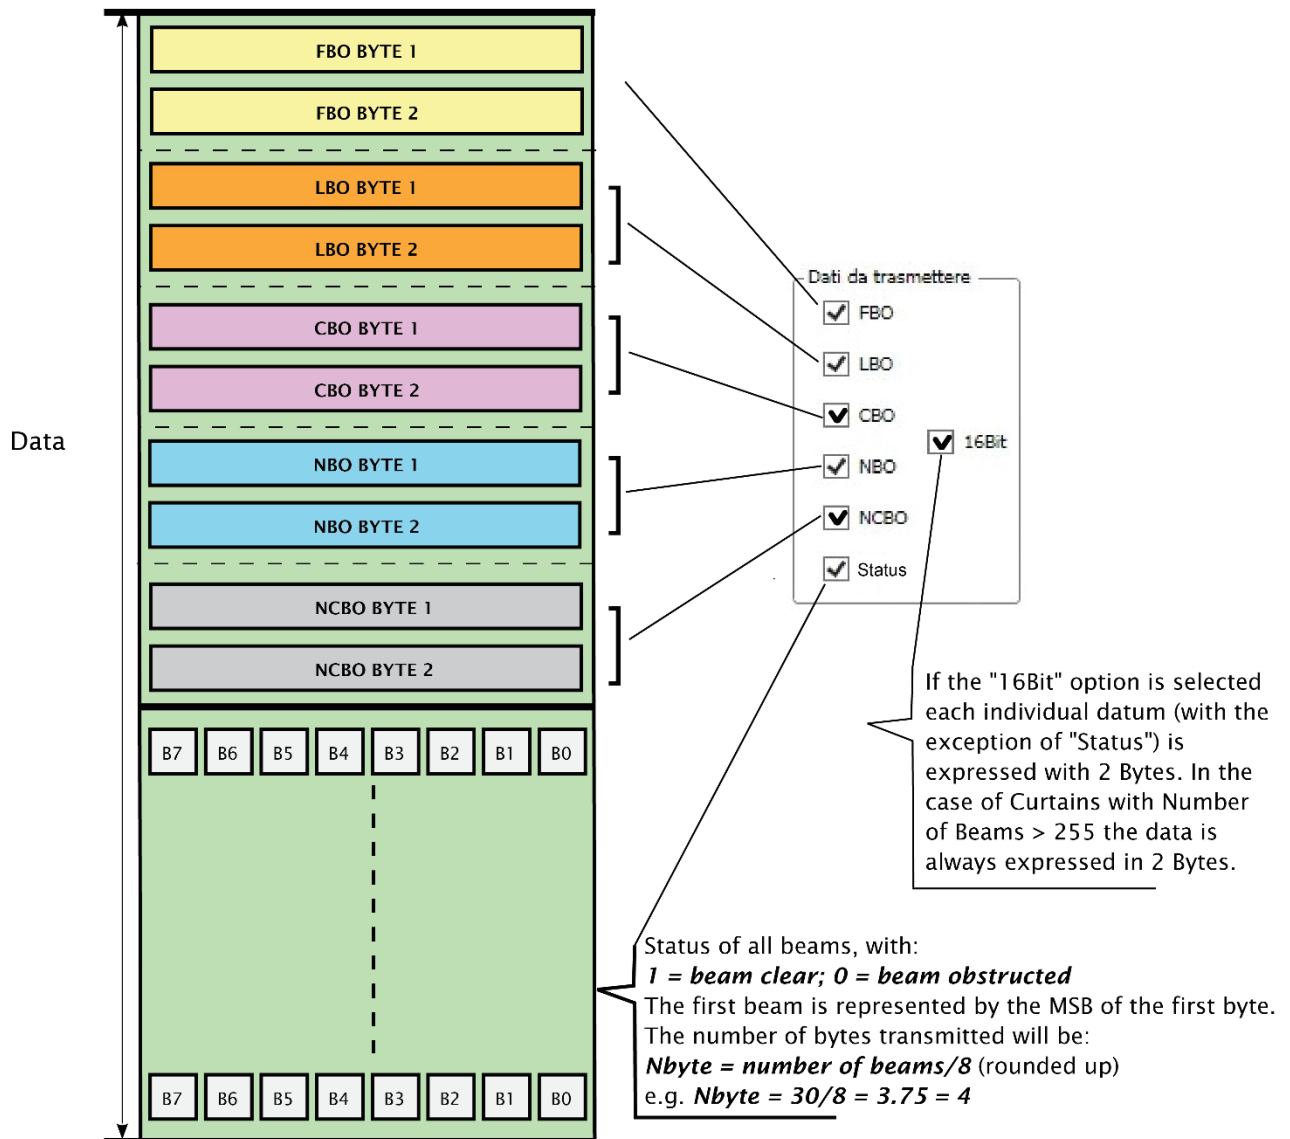 FBO BYTE 1
FBO BYTE 2
LBO BYTE 1
LBO BYTE 2
CBO BYTE 1
CBO BYTE 2
Data
NBO BYTE 1
NBO BYTE 2
NCBO BYTE 1
NCBO BYTE 2
B7 B6 B5 B4 B3 B2 B1 B0
B7 B6 B5 B4 B3 B2 B1 B0
Dati da trasmettere
FBO
LBO
CBO
16Bit
NBO
NCBO
Status
If the "16Bit" option is selected
each individual datum (with the
exception of "Status") is
expressed with 2 Bytes. In the
case of Curtains with Number
of Beams > 255 the data is
always expressed in 2 Bytes.
Status of all beams, with:
1 = beam clear; 0 = beam obstructed
The first beam is represented by the MSB of the first byte.
The number of bytes transmitted will be:
Nbyte = number of beams/8 (rounded up)
e.g. Nbyte = 30/8 = 3.75 = 4